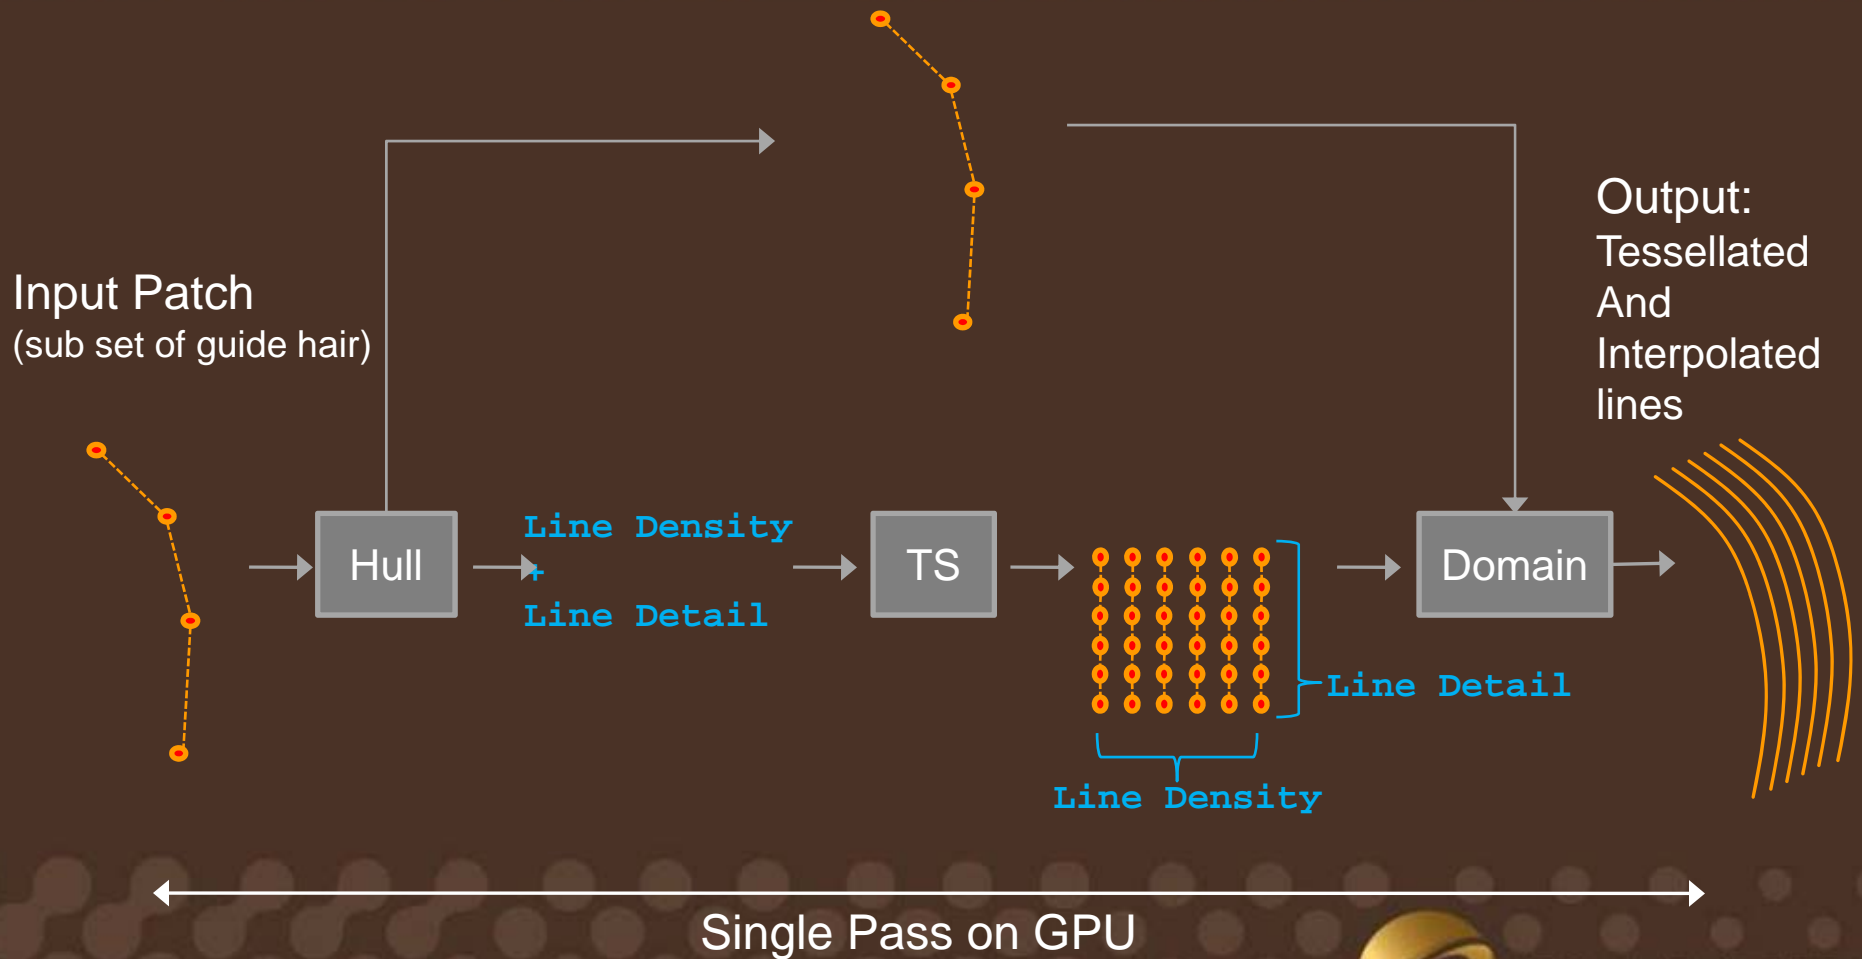 Input Patch
(sub set of guide hair)
Hull
Line Density
+
Line Detail
TS
Line Detail
Line Density
Domain
Output:
Tessellated
And
Interpolated
lines
Single Pass on GPU